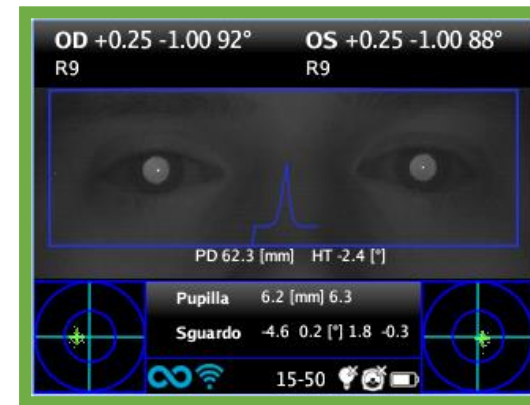 OD +0.25 -1.00 92° OS +0.25 -1.00 88°
R9 R9
PD 62.3 [mm] HT -2.4 [°]
Pupilla 6.2 [mm] 6.3
Sguardo -4.6 0.2 [°] 1.8 -0.3
15-50